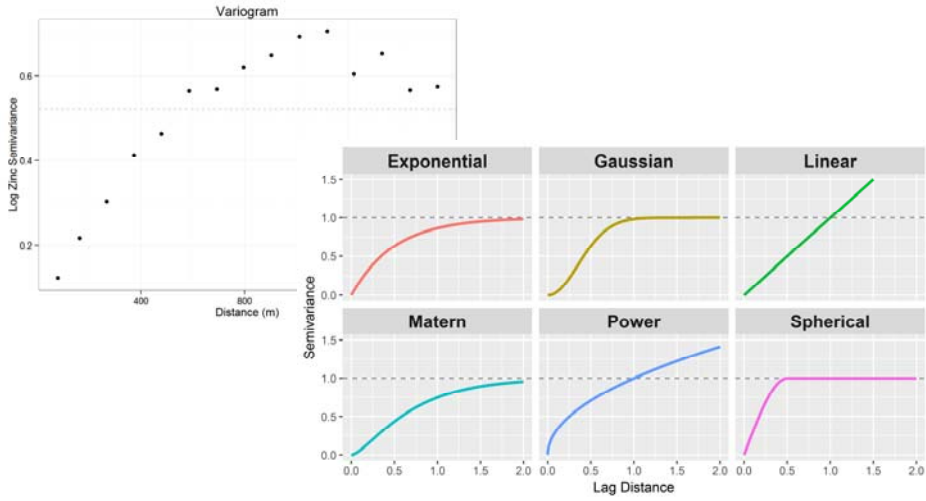 Variogram
Log Zinc Semivariance
0.6
0.4
0.2
400
800
Distance (m)
Semivariance
Exponential
Gaussian
Linear
1.5
1.0
0.5
0.0
Matern
Power
Spherical
1.5
1.0
0.5
0.0
0.0 0.5 1.0 1.5 2.0
0.0 0.5 1.0 1.5 2.0
0.0 0.5 1.0 1.5 2.0
Lag Distance